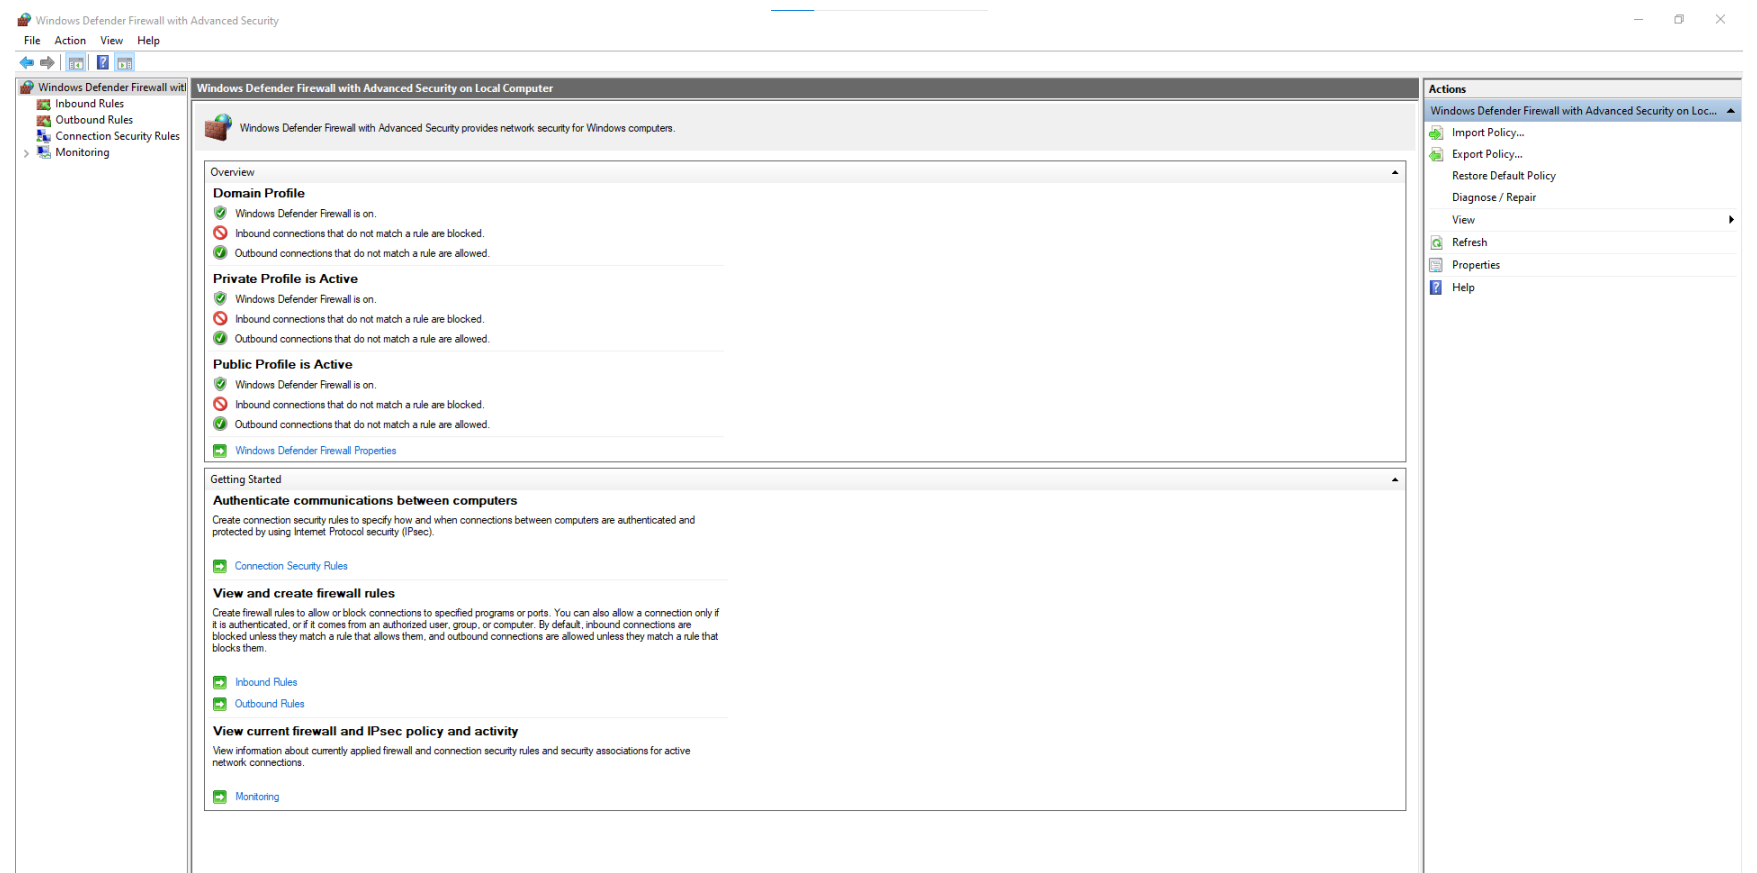 Windows Defender Firewall with Advanced Security
File Action View Help
Windows Defender Firewall wit
Inbound Rules
Outbound Rules
Connection Security Rules
Monitoring
Windows Defender Firewall with Advanced Security on Local Computer
Windows Defender Firewall with Advanced Security provides network security for Windows computers.
Overview
Domain Profile
Windows Defender Firewall is on.
Inbound connections that do not match a rule are blocked.
Outbound connections that do not match a rule are allowed.
Private Profile is Active
Windows Defender Firewall is on.
Inbound connections that do not match a rule are blocked.
Outbound connections that do not match a rule are allowed.
Public Profile is Active
Windows Defender Firewall is on.
Inbound connections that do not match a rule are blocked.
Outbound connections that do not match a rule are allowed.
Windows Defender Firewall Properties
Getting Started
Authenticate communications between computers
Create connection security rules to specify how and when connections between computers are authenticated and
protected by using Internet Protocol security (IPsec).
Connection Security Rules
View and create firewall rules
Create firewall rules to allow or block connections to specified programs or ports. You can also allow a connection only if
it is authenticated, or if it comes from an authorized user, group, or computer. By default, inbound connections are
blocked unless they match a rule that allows them, and outbound connections are allowed unless they match a rule that
blocks them.
Inbound Rules
Outbound Rules
View current firewall and IPsec policy and activity
View information about currently applied firewall and connection security rules and security associations for active
network connections.
Monitoring
Actions
Windows Defender Firewall with Advanced Security on Loc...
Import Policy...
Export Policy...
Restore Default Policy
Diagnose / Repair
View
Refresh
Properties
Help